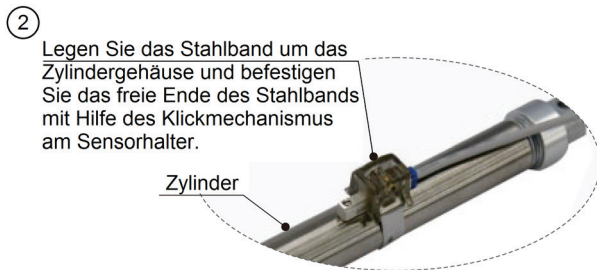 2
Legen Sie das Stahlband um das
Zylindergehäuse und befestigen
Sie das freie Ende des Stahlbands
mit Hilfe des Klickmechanismus
am Sensorhalter.
Zylinder